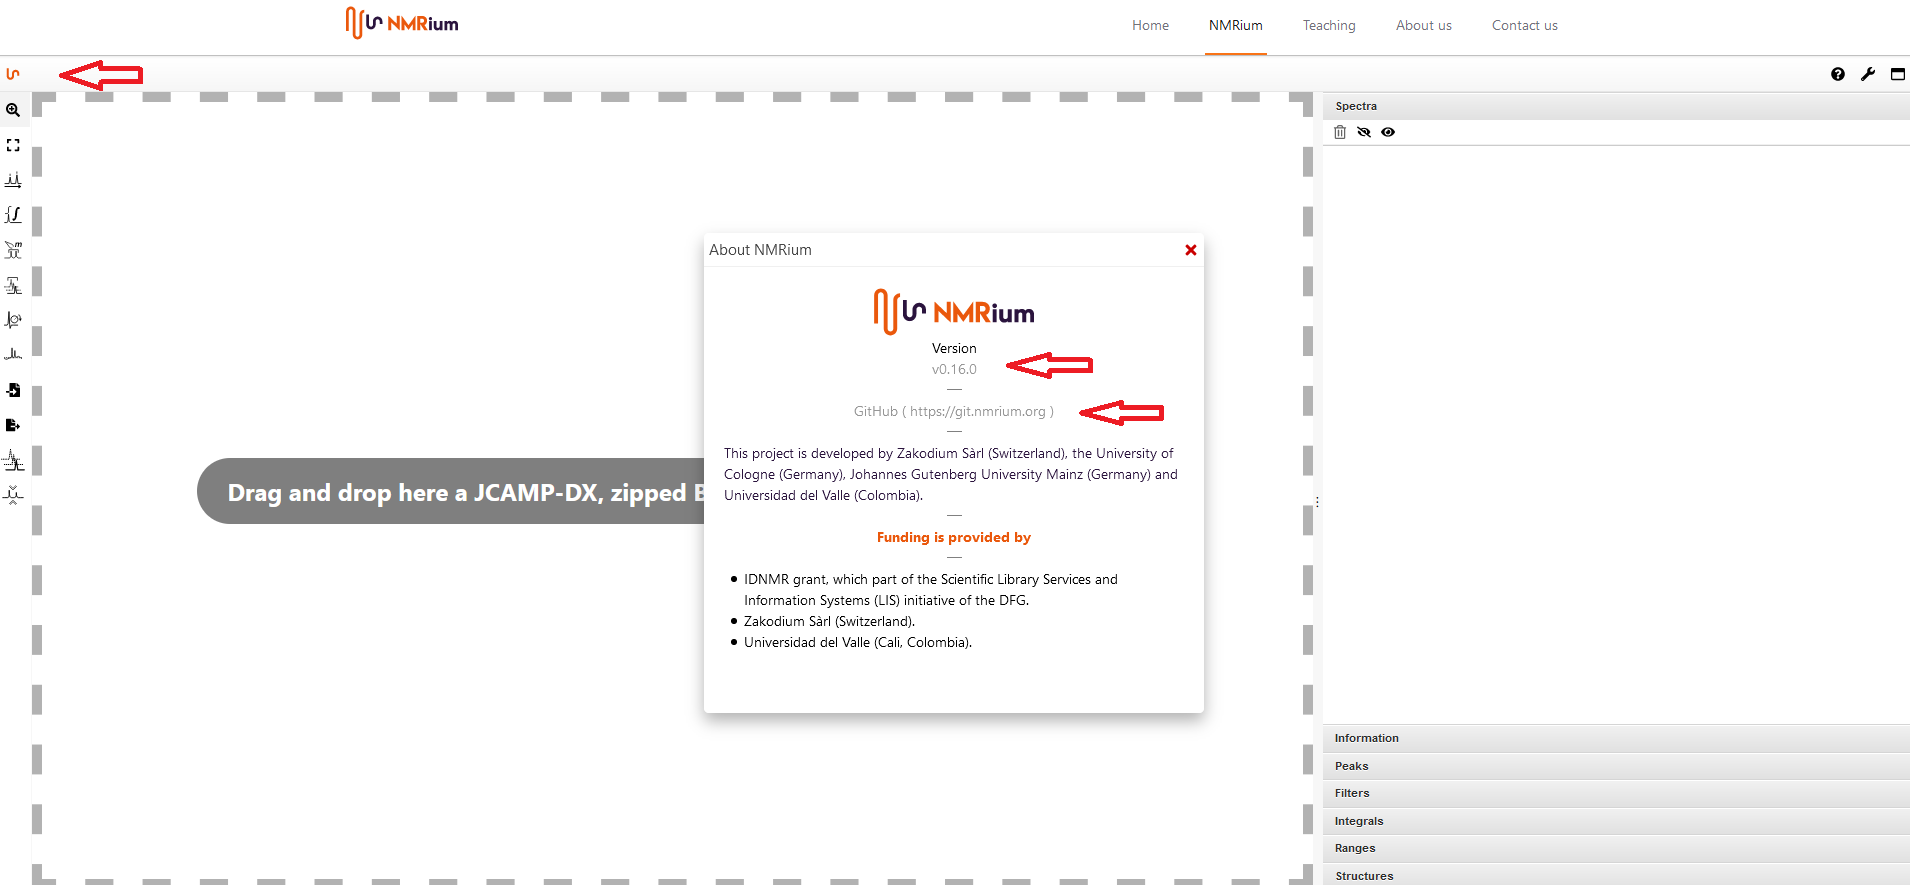 NMRium
Home
NMRium
Teaching
About us
Contact us
Spectra
About NMRium
NMRium
Version
v0.16.0
GitHub ( https://git.nmrium.org )
This project is developed by Zakodium Sàrl (Switzerland), the University of
Cologne (Germany), Johannes Gutenberg University Mainz (Germany) and
Universidad del Valle (Colombia).
Funding is provided by
• IDNMR grant, which part of the Scientific Library Services and
Information Systems (LIS) initiative of the DFG.
• Zakodium Sàrl (Switzerland).
• Universidad del Valle (Cali, Colombia).
Drag and drop here a JCAMP-DX, zipped
Information
Peaks
Filters
Integrals
Ranges
Structures